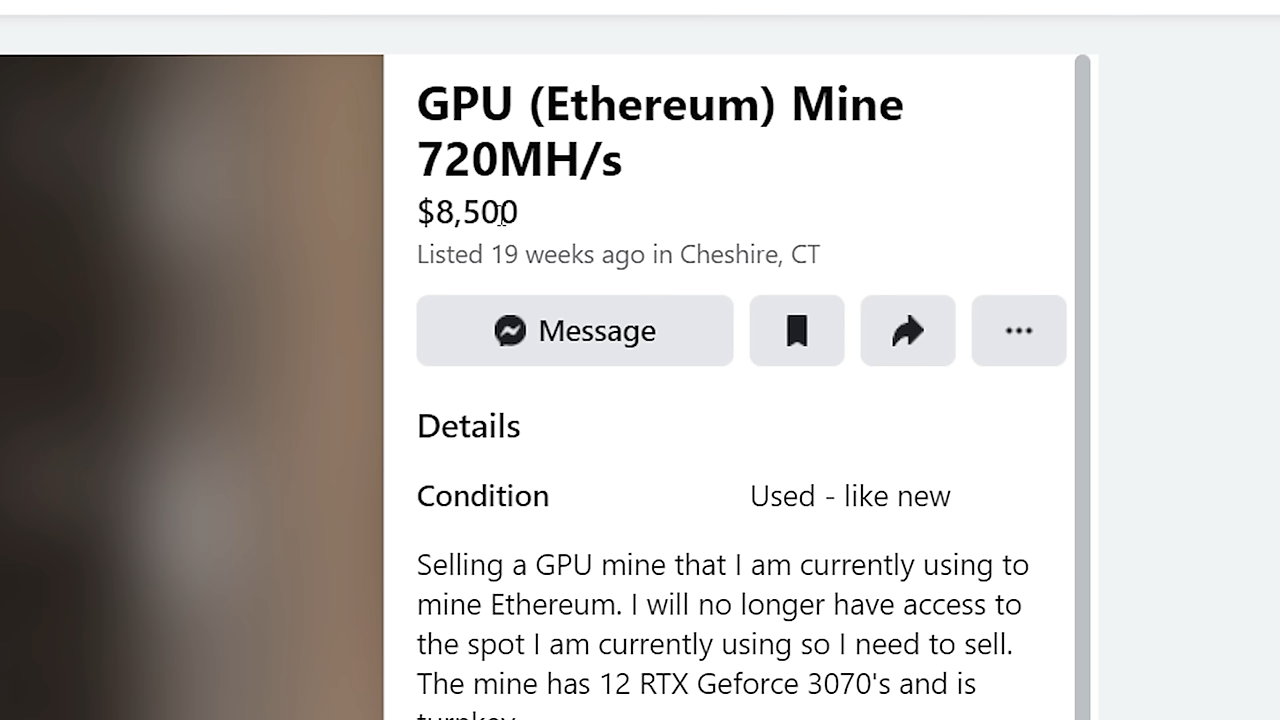 GPU (Ethereum) Mine
720MH/s
$8,500
Listed 19 weeks ago in Cheshire, CT
Message
Details
Condition Used - like new
Selling a GPU mine that I am currently using to
mine Ethereum. I will no longer have access to
the spot I am currently using so I need to sell.
The mine has 12 RTX Geforce 3070's and is